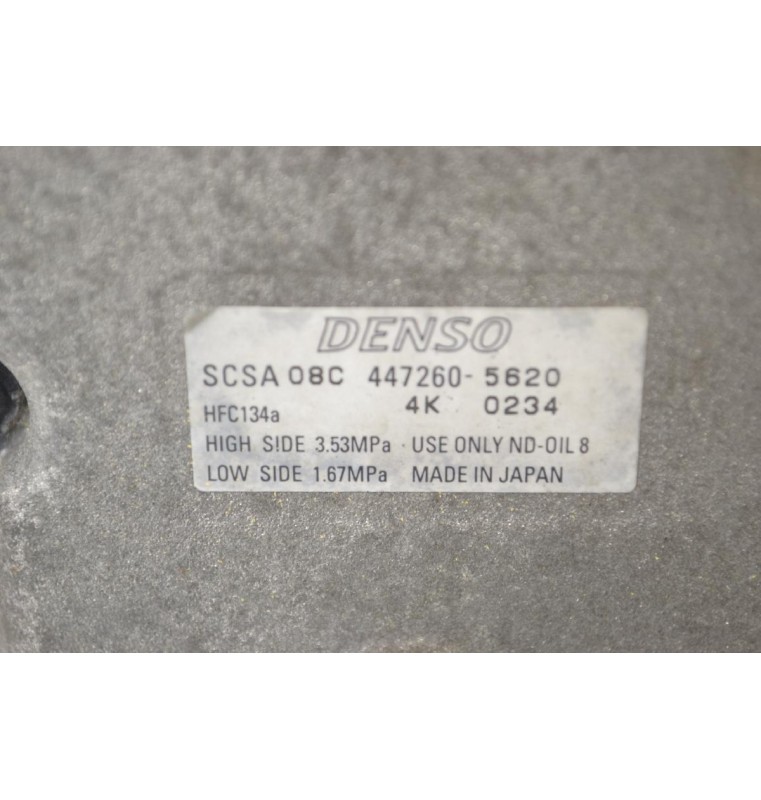 DENSO
SCSA 08C 447260-5620
HFC134a 4K 0234
HIGH SIDE 3.53MPa · USE ONLY ND-OIL 8
LOW SIDE 1.67MPa MADE IN JAPAN